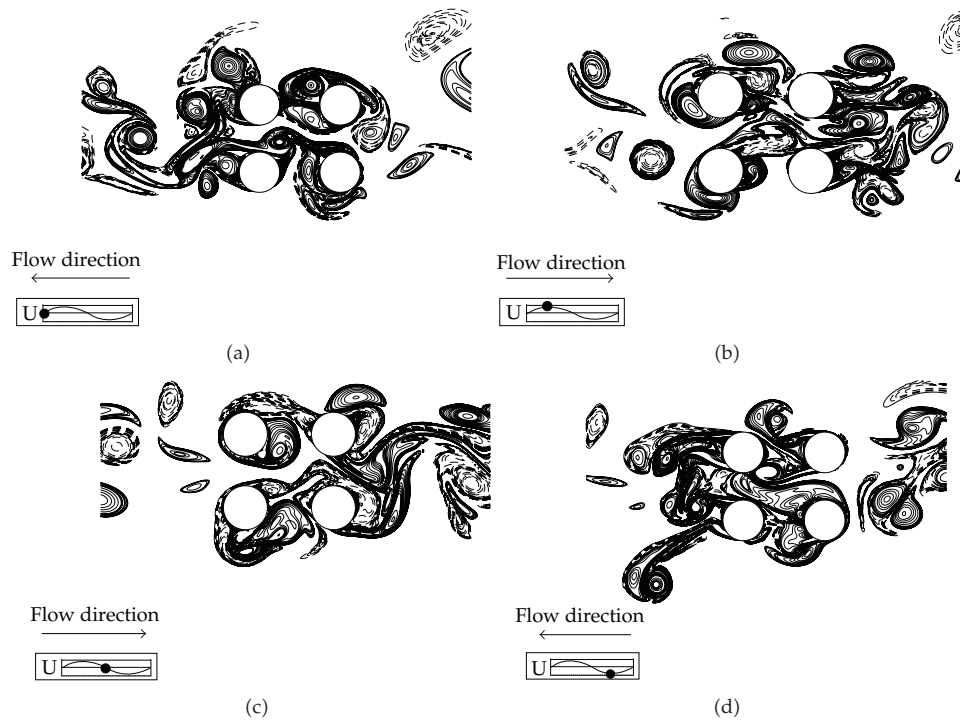 Flow direction
U
(a)
Flow direction
U
(b)
Flow direction
U
(c)
Flow direction
U
(d)